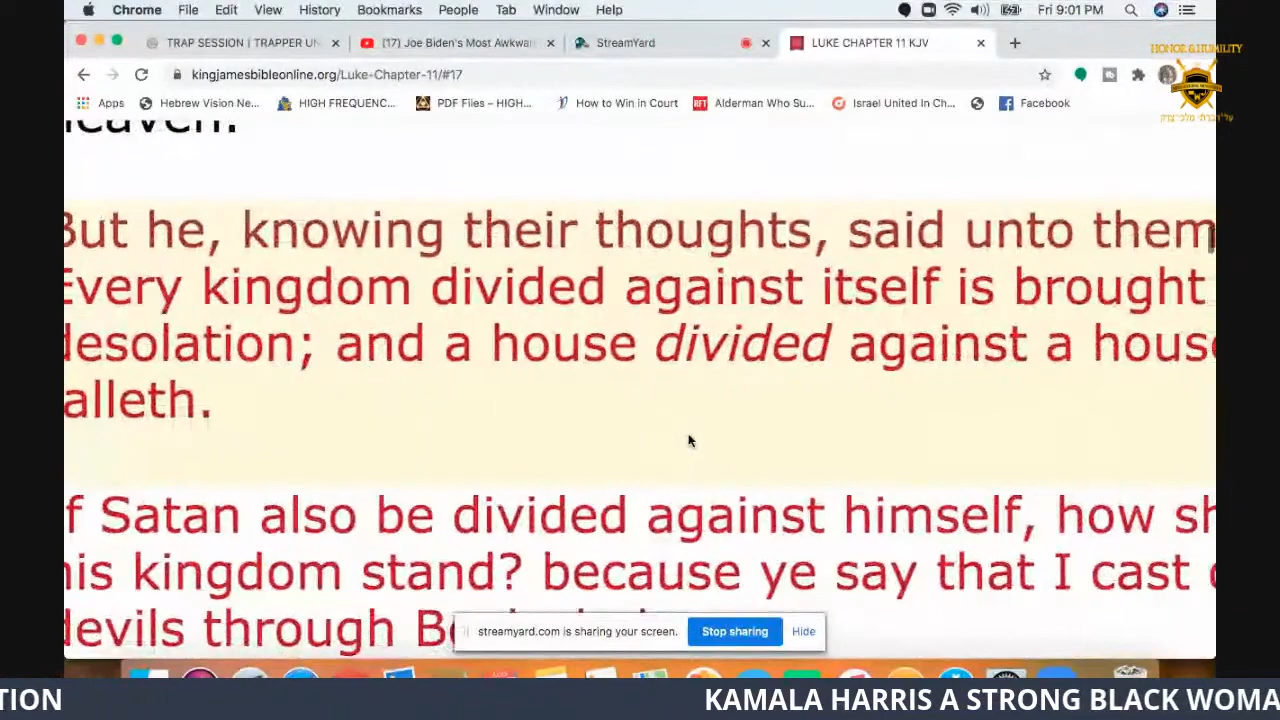 Chrome File Edit View History Bookmarks People Tab Window Help Fri 9:01 PM
TRAP SESSION | TRAPPER U (17) Joe Biden's Most Awkwa StreamYard LUKE CHAPTER 11 KJV
HONOR & HUMILITY
kingjamesbibleonline.org/Luke-Chapter-11/#17
Apps Hebrew Vision Ne... HIGH FREQUENC... PDF Files – HIGH... How to Win in Court RFT Alderman Who Su... Israel United In Ch... Facebook
heaven.
But he, knowing their thoughts, said unto them
Every kingdom divided against itself is brought
desolation; and a house divided against a house
alleth.
f Satan also be divided against himself, how sh
his kingdom stand? because ye say that I cast
devils through
streamyard.com is sharing your screen. Stop sharing Hide
TION KAMALA HARRIS A STRONG BLACK WOMA